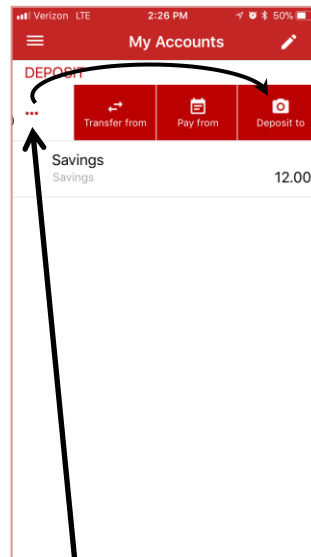 Verizon LTE 2:26 PM 50%
My Accounts
DEPOSIT
Transfer from Pay from Deposit to
Savings
Savings 12.00